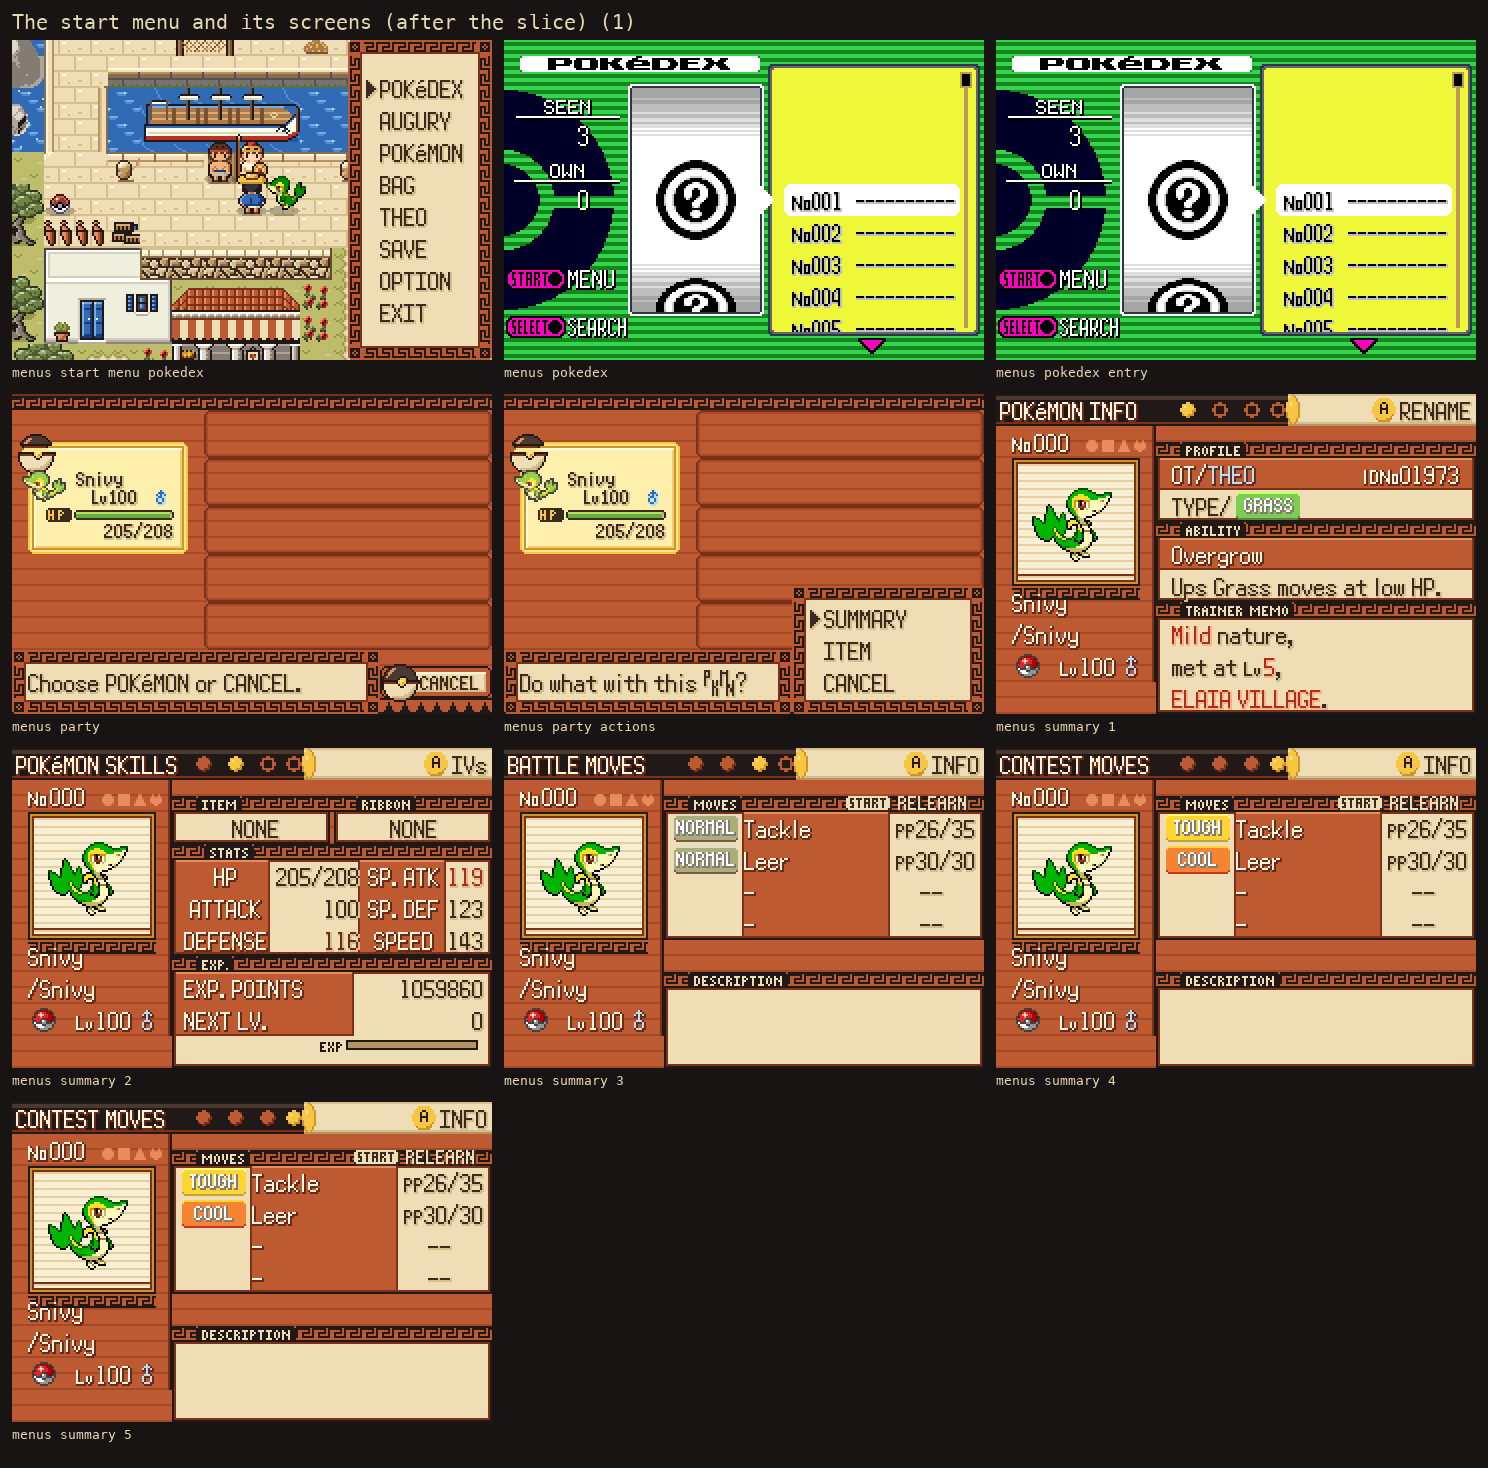 The start menu and its screens (after the slice) (1)
POKéDEX
AUGURY
POKéMON
BAG
THEO
SAVE
OPTION
EXIT
menus start menu pokedex
POKéDEX
SEEN
3
OWN
0
START MENU
SELECT SEARCH
No001 ----------
No002 ----------
No003 ----------
No004 ----------
No005 ----------
menus pokedex
POKéDEX
SEEN
3
OWN
0
START MENU
SELECT SEARCH
No001 ----------
No002 ----------
No003 ----------
No004 ----------
No005 ----------
menus pokedex entry
Snivy
Lv100 ♂
HP
205/208
Choose POKéMON or CANCEL.
CANCEL
menus party
Snivy
Lv100 ♂
HP
205/208
Do what with this PKMN?
SUMMARY
ITEM
CANCEL
menus party actions
POKéMON INFO
A RENAME
No000
Snivy
/Snivy
Lv100 ♂
PROFILE
OT/THEO IDNo01973
TYPE/ GRASS
ABILITY
Overgrow
Ups Grass moves at low HP.
TRAINER MEMO
Mild nature,
met at Lv5,
ELAIA VILLAGE.
menus summary 1
POKéMON SKILLS
A IVs
No000
Snivy
/Snivy
Lv100 ♂
ITEM RIBBON
NONE NONE
STATS
HP 205/208 SP. ATK 119
ATTACK 100 SP. DEF 123
DEFENSE 116 SPEED 143
EXP.
EXP. POINTS 1059860
NEXT LV. 0
EXP
menus summary 2
BATTLE MOVES
A INFO
No000
Snivy
/Snivy
Lv100 ♂
MOVES START RELEARN
NORMAL Tackle PP26/35
NORMAL Leer PP30/30
– --
– --
DESCRIPTION
menus summary 3
CONTEST MOVES
A INFO
No000
Snivy
/Snivy
Lv100 ♂
MOVES START RELEARN
TOUGH Tackle PP26/35
COOL Leer PP30/30
– --
– --
DESCRIPTION
menus summary 4
CONTEST MOVES
A INFO
No000
Snivy
/Snivy
Lv100 ♂
MOVES START RELEARN
TOUGH Tackle PP26/35
COOL Leer PP30/30
– --
– --
DESCRIPTION
menus summary 5